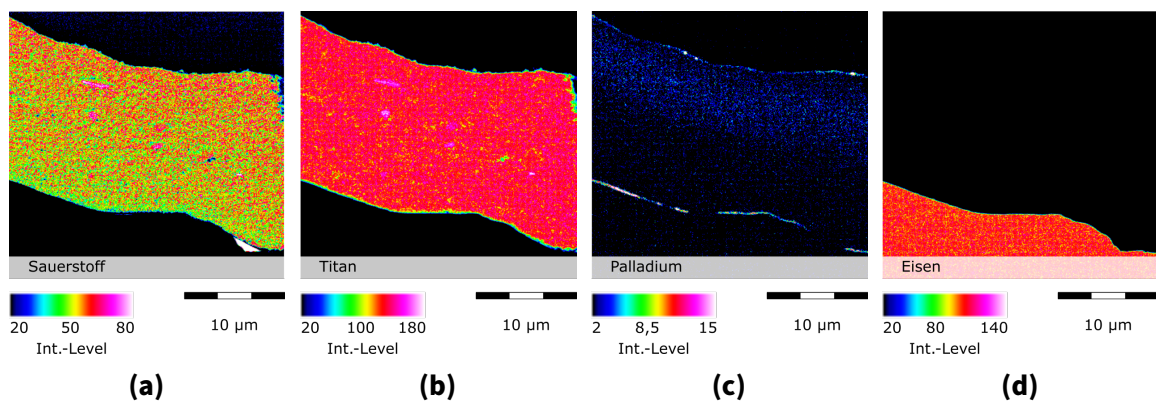 Sauerstoff
20 50 80
Int.-Level
10 µm
(a)
Titan
20 100 180
Int.-Level
10 µm
(b)
Palladium
2 8,5 15
Int.-Level
10 µm
(c)
Eisen
20 80 140
Int.-Level
10 µm
(d)